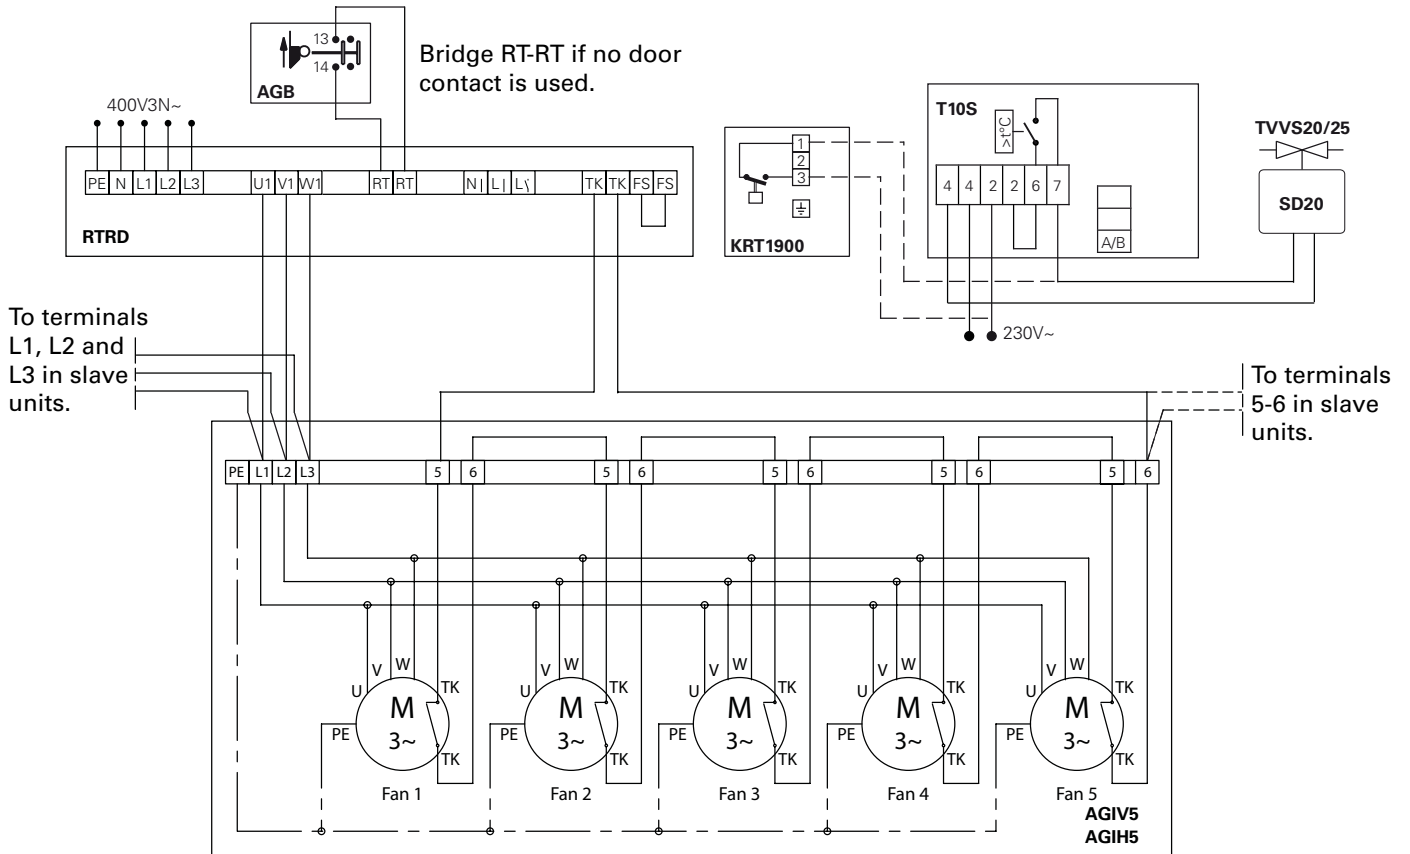 13
14
AGB
Bridge RT-RT if no door
contact is used.
400V3N~
PE N L1 L2 L3 U1 V1 W1 RT RT N L L TK TK FS FS
RTRD
1
2
3
KRT1900
T10S
>t°C
4 4 2 2 6 7
A/B
TVVS20/25
SD20
230V~
To terminals
L1, L2 and
L3 in slave
units.
To terminals
5-6 in slave
units.
PE L1 L2 L3 5 6 5 6 5 6 5 6 5 6
U V W TK U V W TK U V W TK U V W TK U V W TK
M M M M M
3~ 3~ 3~ 3~ 3~
PE TK PE TK PE TK PE TK PE TK
Fan 1 Fan 2 Fan 3 Fan 4 Fan 5
AGIV5
AGIH5